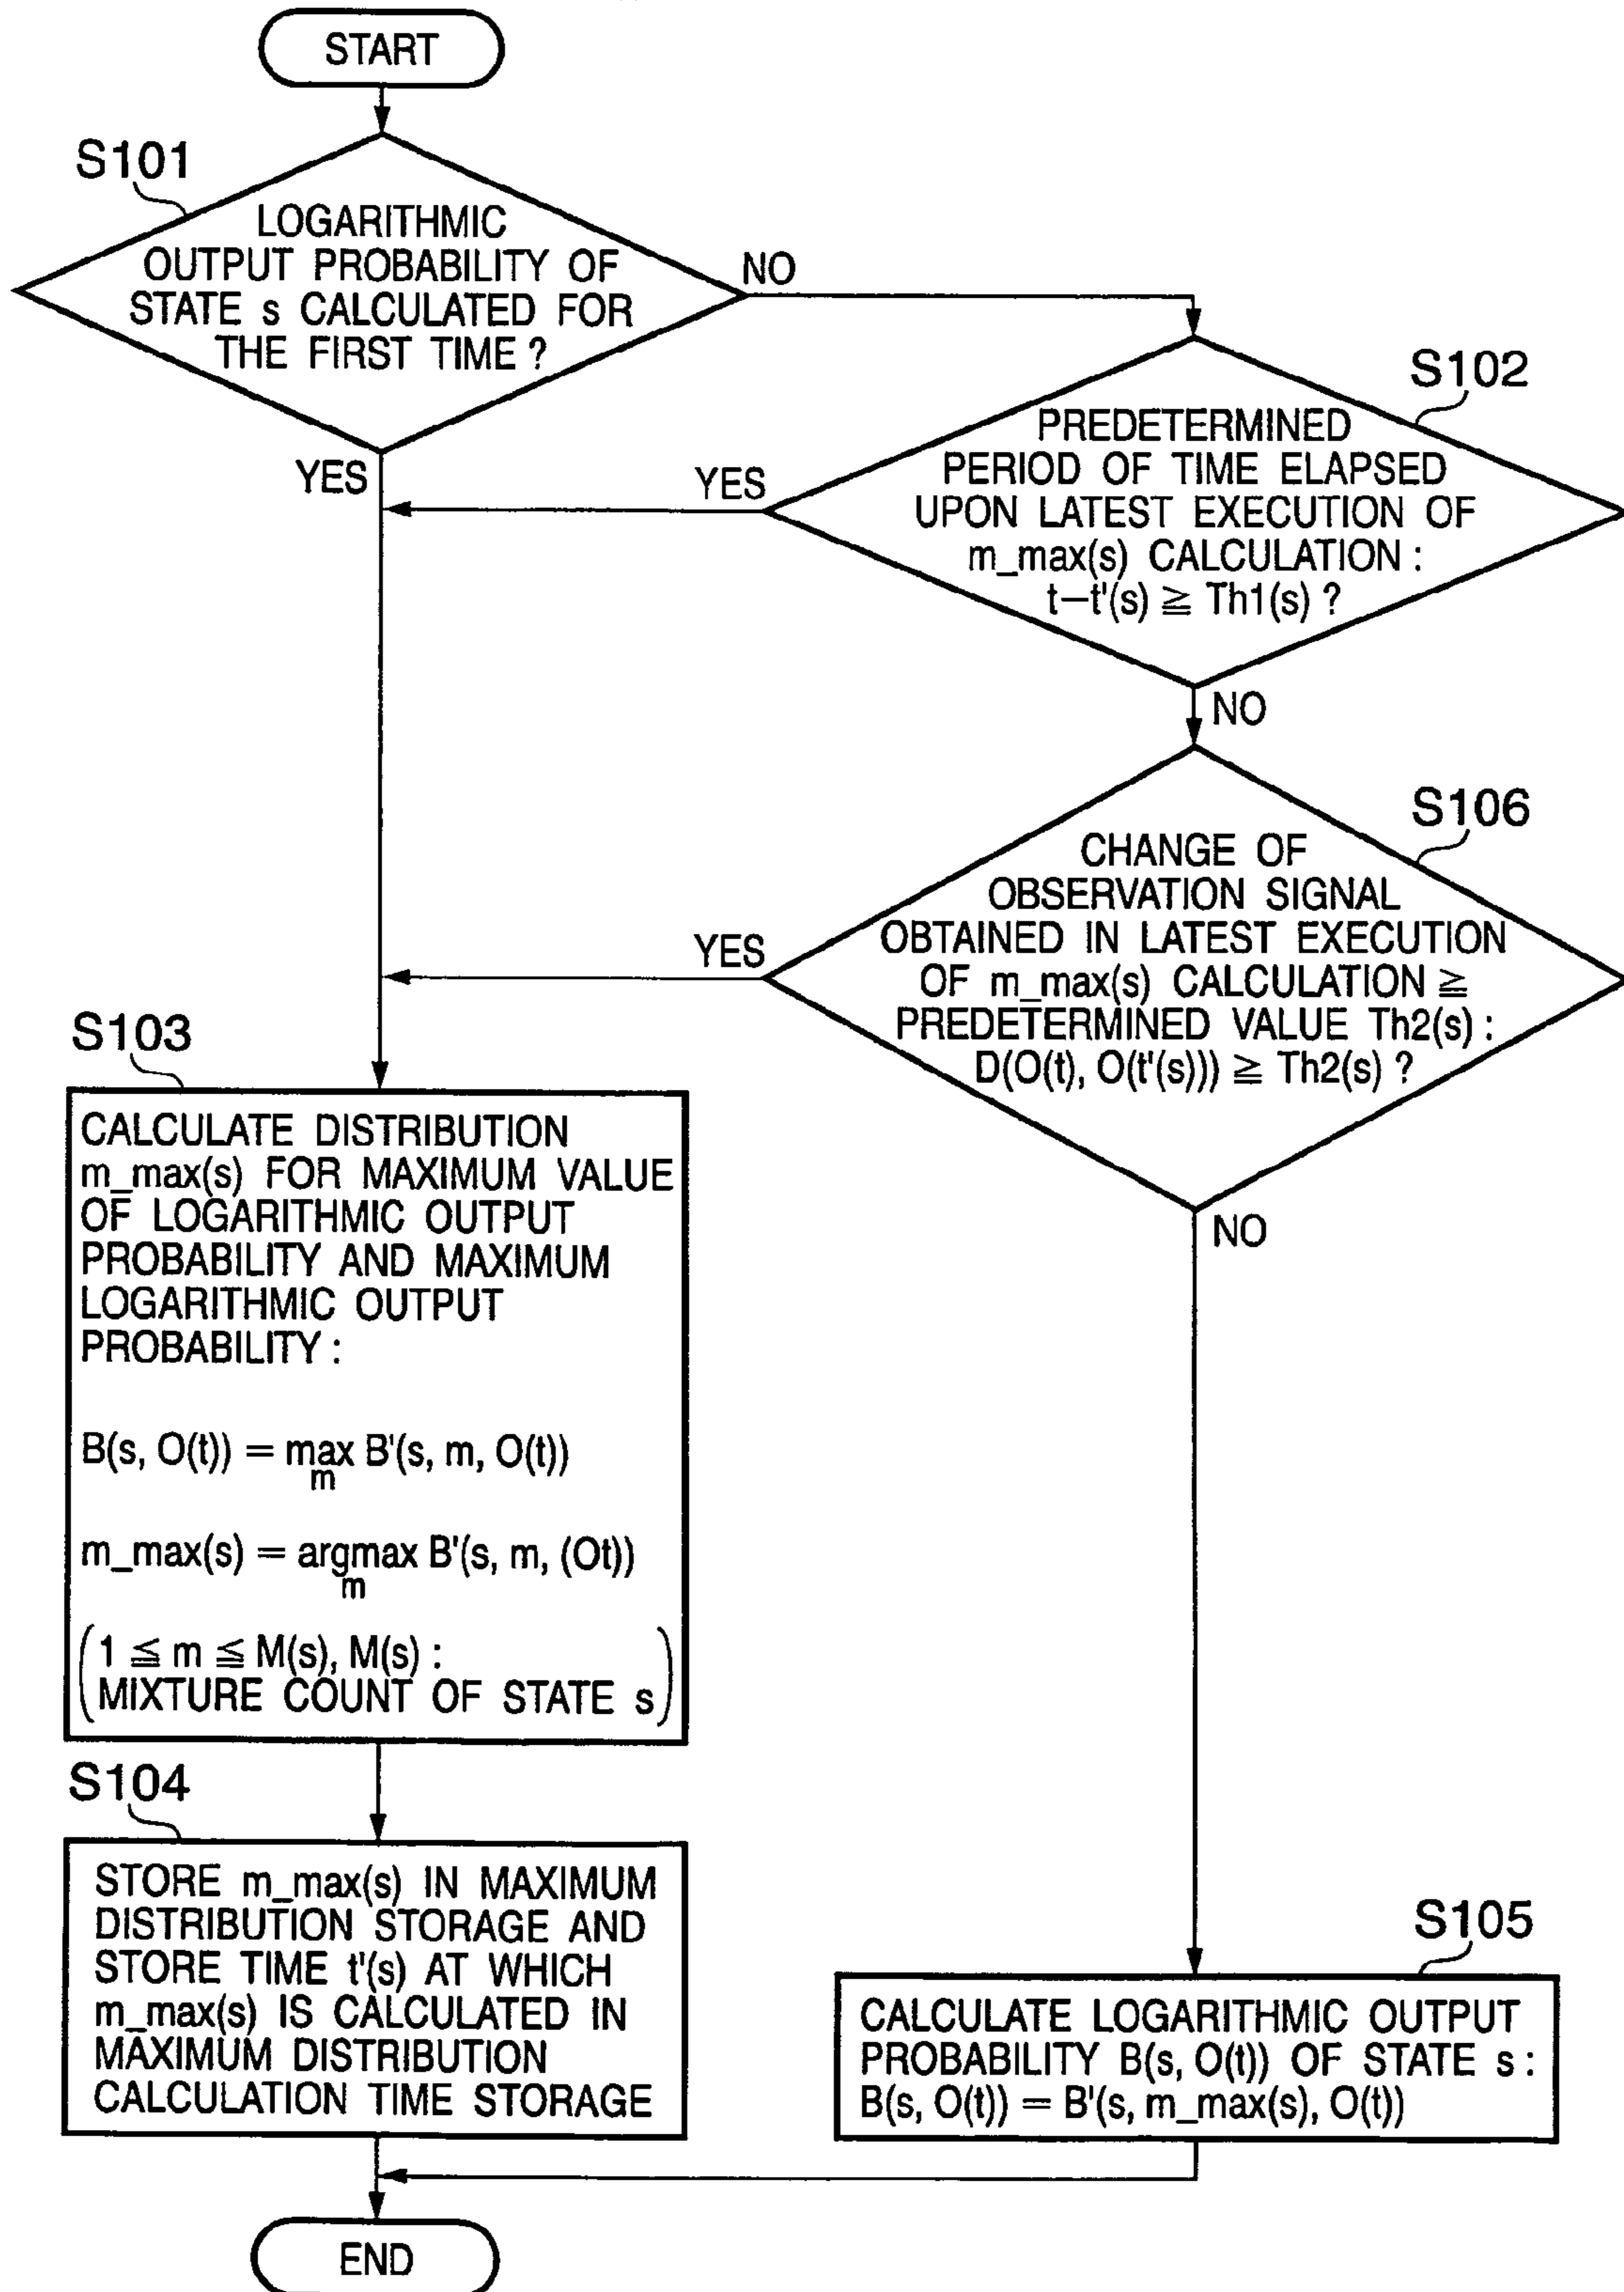 START
S101
LOGARITHMIC
OUTPUT PROBABILITY OF
STATE s CALCULATED FOR
THE FIRST TIME ?
NO
YES
S102
PREDETERMINED
PERIOD OF TIME ELAPSED
UPON LATEST EXECUTION OF
m_max(s) CALCULATION :
t−t'(s) ≧ Th1(s) ?
YES
NO
S106
CHANGE OF
OBSERVATION SIGNAL
OBTAINED IN LATEST EXECUTION
OF m_max(s) CALCULATION ≧
PREDETERMINED VALUE Th2(s) :
D(O(t), O(t'(s))) ≧ Th2(s) ?
YES
NO
S103
CALCULATE DISTRIBUTION
m_max(s) FOR MAXIMUM VALUE
OF LOGARITHMIC OUTPUT
PROBABILITY AND MAXIMUM
LOGARITHMIC OUTPUT
PROBABILITY :
B(s, O(t)) = max B'(s, m, O(t))
m
m_max(s) = argmax B'(s, m, (Ot))
m
(1 ≦ m ≦ M(s), M(s) :
MIXTURE COUNT OF STATE s)
S104
STORE m_max(s) IN MAXIMUM
DISTRIBUTION STORAGE AND
STORE TIME t'(s) AT WHICH
m_max(s) IS CALCULATED IN
MAXIMUM DISTRIBUTION
CALCULATION TIME STORAGE
S105
CALCULATE LOGARITHMIC OUTPUT
PROBABILITY B(s, O(t)) OF STATE s :
B(s, O(t)) = B'(s, m_max(s), O(t))
END